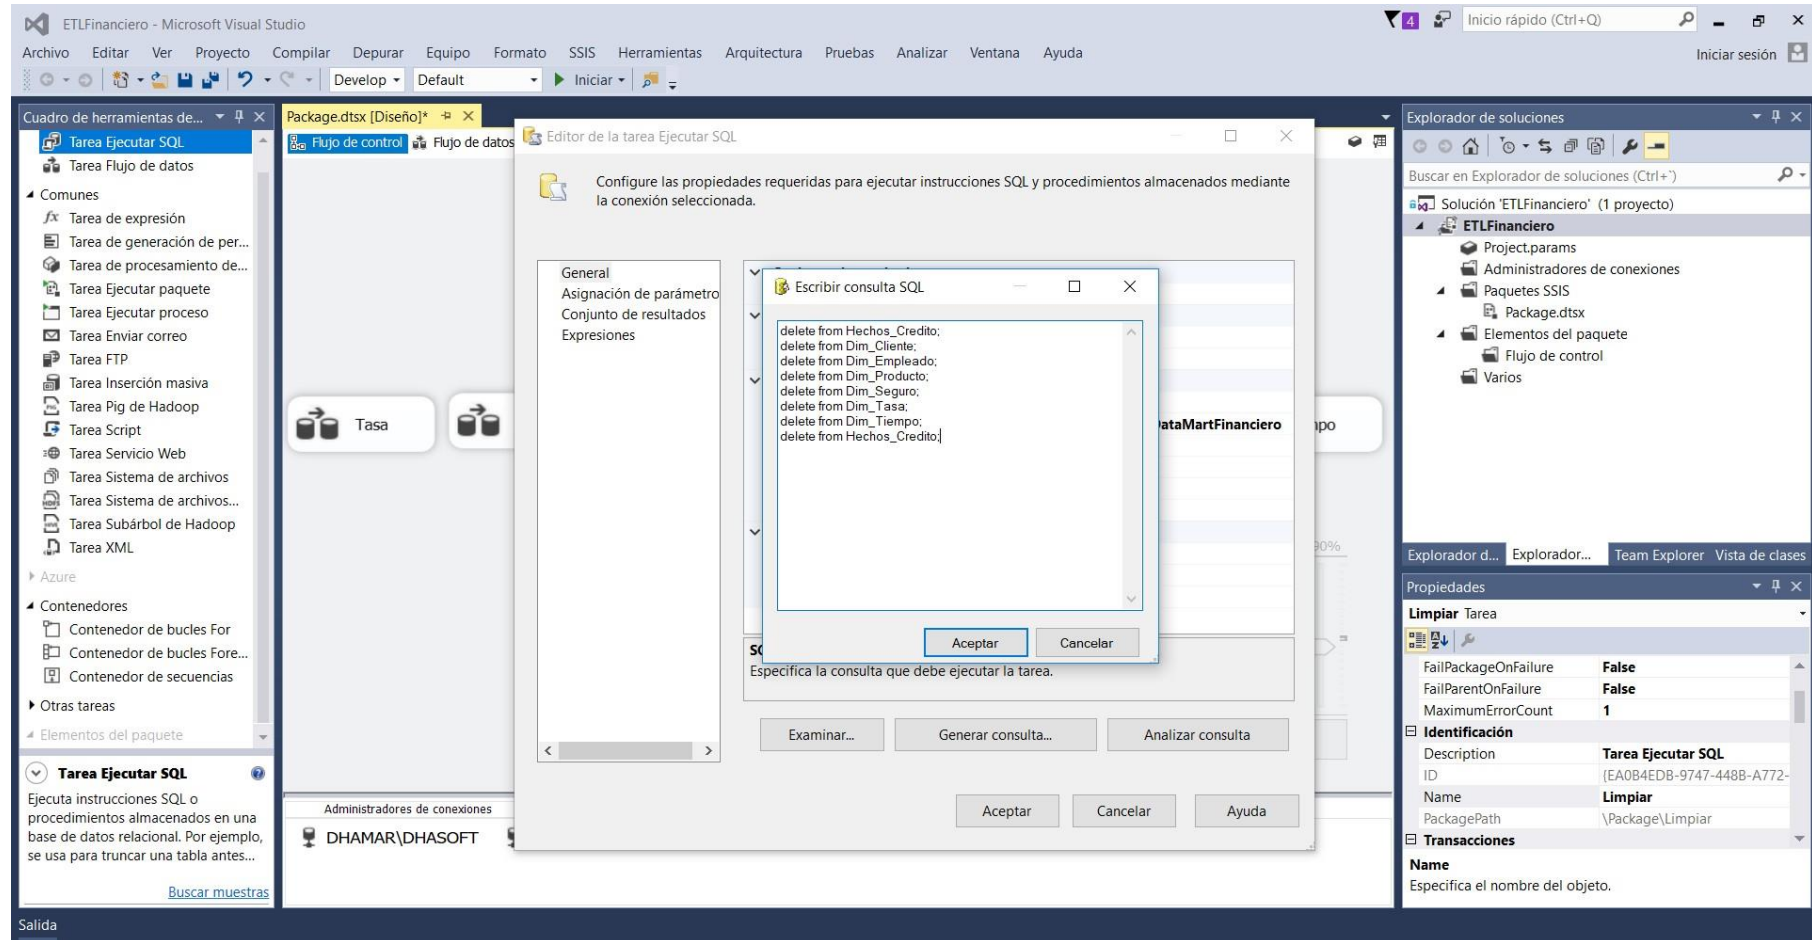 ETLFinanciero - Microsoft Visual Studio
4
Inicio rápido (Ctrl+Q)
Archivo Editar Ver Proyecto Compilar Depurar Equipo Formato SSIS Herramientas Arquitectura Pruebas Analizar Ventana Ayuda
Iniciar sesión
Develop Default Iniciar
Cuadro de herramientas de...
Tarea Ejecutar SQL
Tarea Flujo de datos
Comunes
Tarea de expresión
Tarea de generación de per...
Tarea de procesamiento de...
Tarea Ejecutar paquete
Tarea Ejecutar proceso
Tarea Enviar correo
Tarea FTP
Tarea Inserción masiva
Tarea Pig de Hadoop
Tarea Script
Tarea Servicio Web
Tarea Sistema de archivos
Tarea Sistema de archivos...
Tarea Subárbol de Hadoop
Tarea XML
Azure
Contenedores
Contenedor de bucles For
Contenedor de bucles Fore...
Contenedor de secuencias
Otras tareas
Elementos del paquete
Tarea Ejecutar SQL
Ejecuta instrucciones SQL o
procedimientos almacenados en una
base de datos relacional. Por ejemplo,
se usa para truncar una tabla antes...
Buscar muestras
Salida
Package.dtsx [Diseño]*
Flujo de control Flujo de datos
Tasa
mpo
90%
Administradores de conexiones
DHAMAR\DHASOFT
Editor de la tarea Ejecutar SQL
Configure las propiedades requeridas para ejecutar instrucciones SQL y procedimientos almacenados mediante
la conexión seleccionada.
General
Asignación de parámetro
Conjunto de resultados
Expresiones
DataMartFinanciero
Especifica la consulta que debe ejecutar la tarea.
Examinar... Generar consulta... Analizar consulta
Aceptar Cancelar Ayuda
Escribir consulta SQL
delete from Hechos_Credito;
delete from Dim_Cliente;
delete from Dim_Empleado;
delete from Dim_Producto;
delete from Dim_Seguro;
delete from Dim_Tasa;
delete from Dim_Tiempo;
delete from Hechos_Credito;
Aceptar Cancelar
Explorador de soluciones
Buscar en Explorador de soluciones (Ctrl+`)
Solución 'ETLFinanciero' (1 proyecto)
ETLFinanciero
Project.params
Administradores de conexiones
Paquetes SSIS
Package.dtsx
Elementos del paquete
Flujo de control
Varios
Explorador d... Explorador... Team Explorer Vista de clases
Propiedades
Limpiar Tarea
FailPackageOnFailure False
FailParentOnFailure False
MaximumErrorCount 1
Identificación
Description Tarea Ejecutar SQL
ID {EA0B4EDB-9747-448B-A772-
Name Limpiar
PackagePath \Package\Limpiar
Transacciones
Name
Especifica el nombre del objeto.